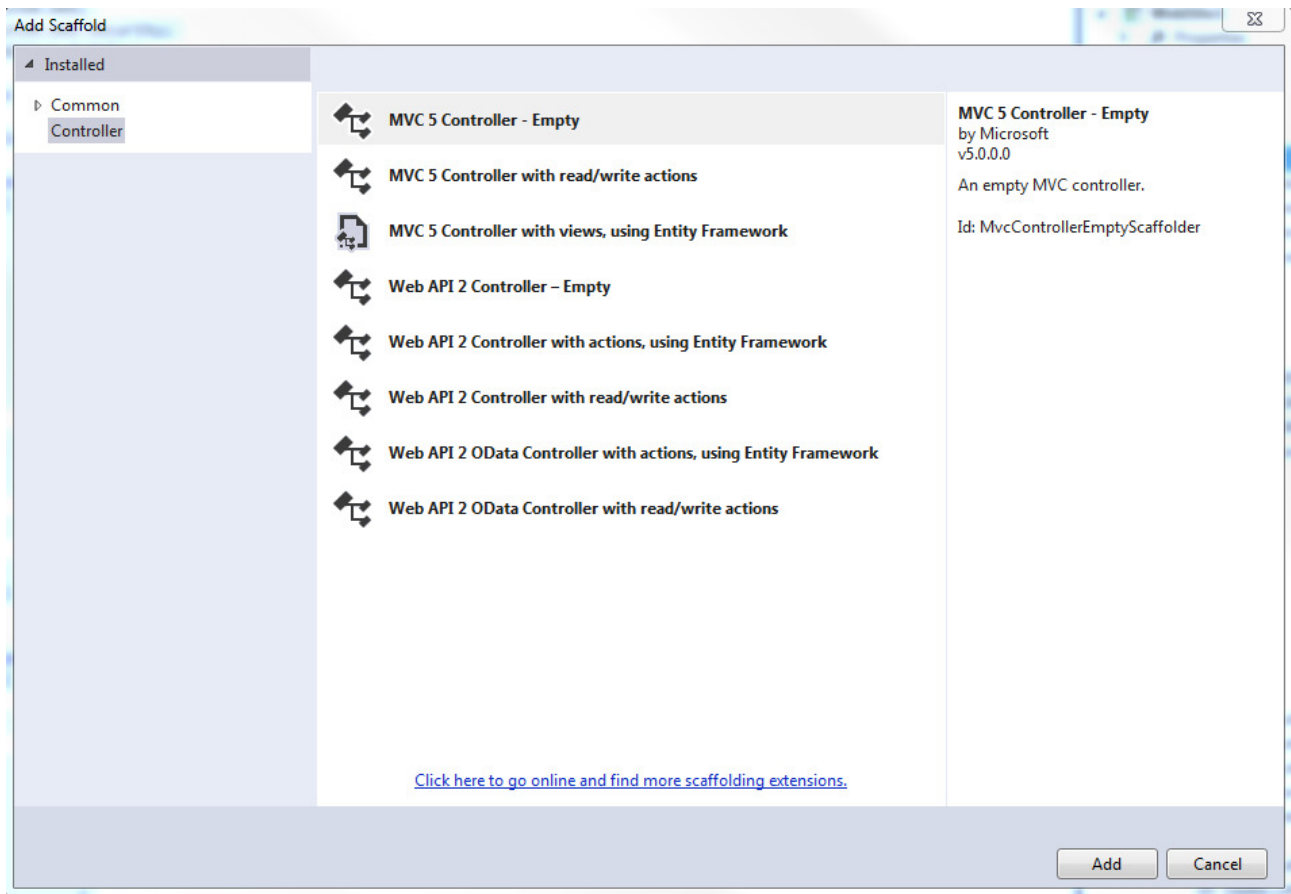 Add Scaffold
Installed
Common
Controller
MVC 5 Controller - Empty
MVC 5 Controller with read/write actions
MVC 5 Controller with views, using Entity Framework
Web API 2 Controller – Empty
Web API 2 Controller with actions, using Entity Framework
Web API 2 Controller with read/write actions
Web API 2 OData Controller with actions, using Entity Framework
Web API 2 OData Controller with read/write actions
Click here to go online and find more scaffolding extensions.
MVC 5 Controller - Empty
by Microsoft
v5.0.0.0
An empty MVC controller.
Id: MvcControllerEmptyScaffolder
Add
Cancel